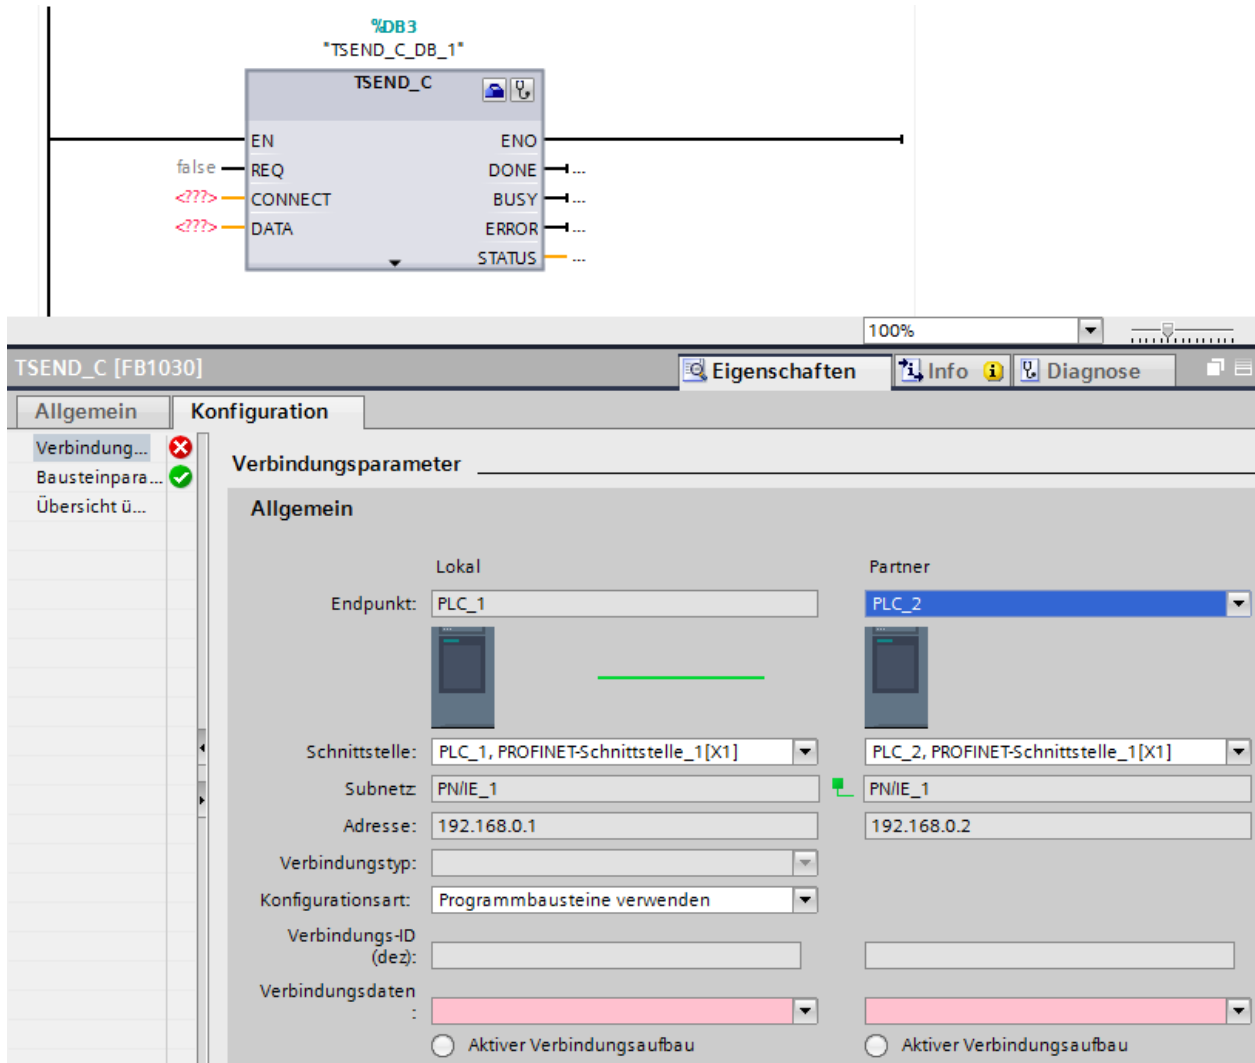 %DB3
"TSEND_C_DB_1"
TSEND_C
EN ENO
false REQ DONE ...
<???> CONNECT BUSY ...
<???> DATA ERROR ...
STATUS ...
100%
TSEND_C [FB1030] Eigenschaften Info Diagnose
Allgemein Konfiguration
Verbindung...
Bausteinpara...
Übersicht ü...
Verbindungsparameter
Allgemein
Lokal Partner
Endpunkt: PLC_1 PLC_2
Schnittstelle: PLC_1, PROFINET-Schnittstelle_1[X1] PLC_2, PROFINET-Schnittstelle_1[X1]
Subnetz PN/IE_1 PN/IE_1
Adresse: 192.168.0.1 192.168.0.2
Verbindungstyp:
Konfigurationsart: Programmbausteine verwenden
Verbindungs-ID
(dez):
Verbindungsdaten
:
Aktiver Verbindungsaufbau Aktiver Verbindungsaufbau